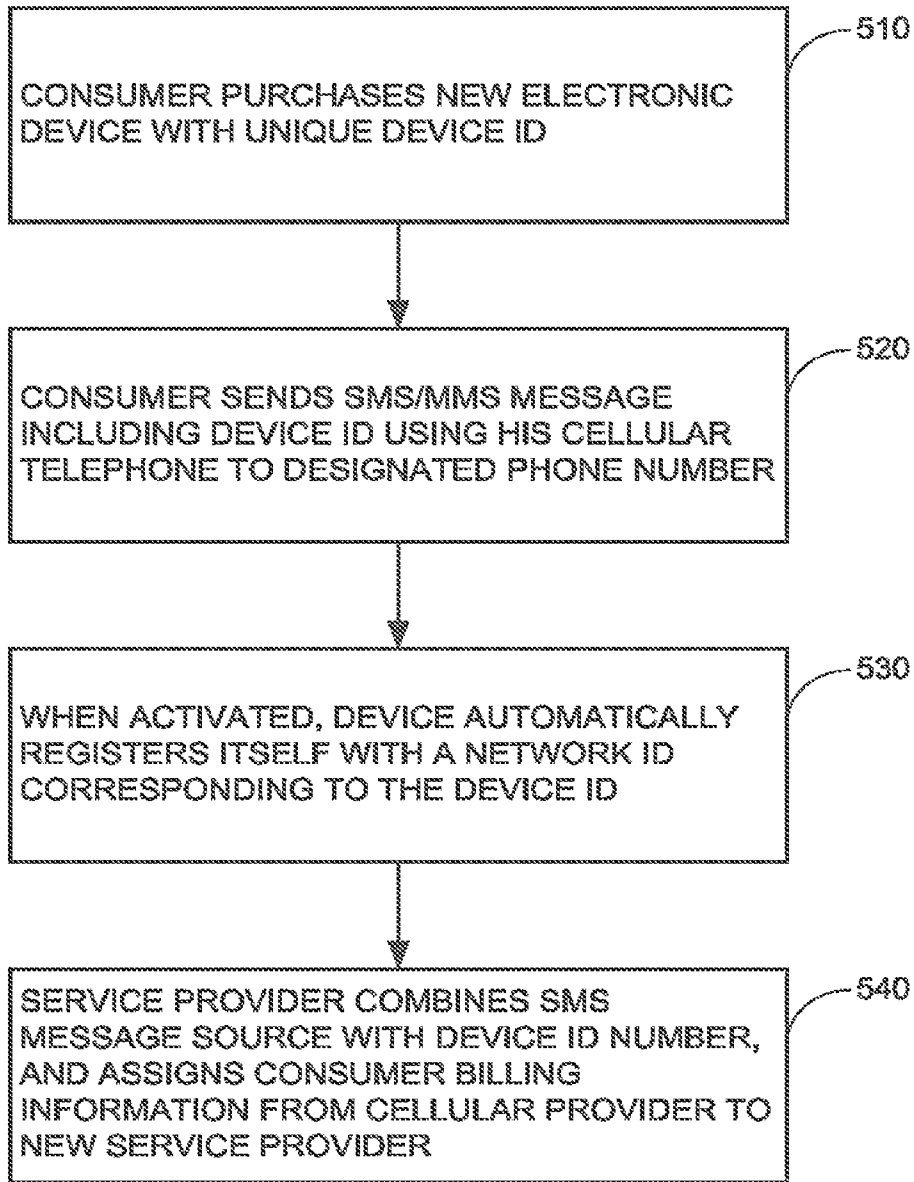 510
CONSUMER PURCHASES NEW ELECTRONIC
DEVICE WITH UNIQUE DEVICE ID
520
CONSUMER SENDS SMS/MMS MESSAGE
INCLUDING DEVICE ID USING HIS CELLULAR
TELEPHONE TO DESIGNATED PHONE NUMBER
530
WHEN ACTIVATED, DEVICE AUTOMATICALLY
REGISTERS ITSELF WITH A NETWORK ID
CORRESPONDING TO THE DEVICE ID
540
SERVICE PROVIDER COMBINES SMS
MESSAGE SOURCE WITH DEVICE ID NUMBER,
AND ASSIGNS CONSUMER BILLING
INFORMATION FROM CELLULAR PROVIDER TO
NEW SERVICE PROVIDER